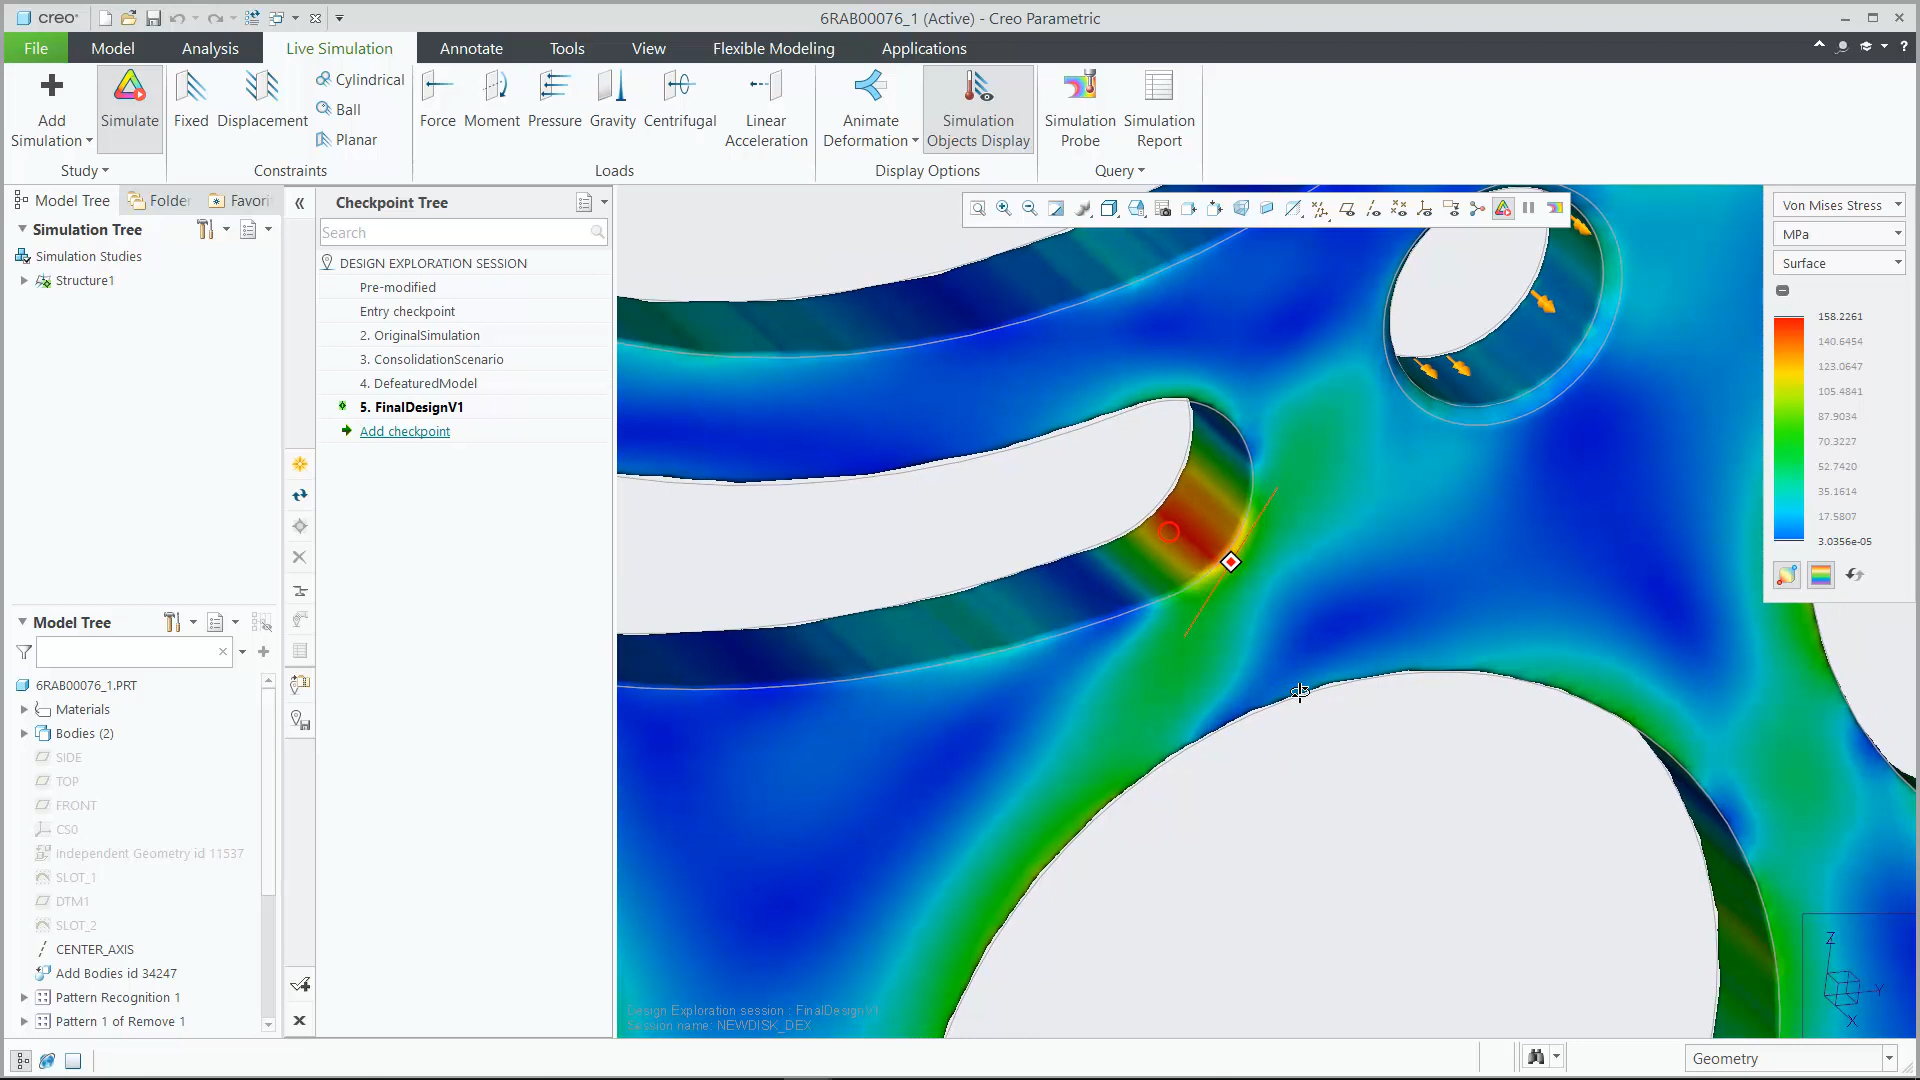 creo
6RAB00076_1 (Active) - Creo Parametric
File
Model
Analysis
Live Simulation
Annotate
Tools
View
Flexible Modeling
Applications
Add
Simulation
Simulate
Fixed
Displacement
Cylindrical
Ball
Planar
Force
Moment
Pressure
Gravity
Centrifugal
Linear
Acceleration
Animate
Deformation
Simulation
Objects Display
Simulation
Probe
Simulation
Report
Study
Constraints
Loads
Display Options
Query
Model Tree
Folder
Favori
Simulation Tree
Simulation Studies
Structure1
Checkpoint Tree
Search
DESIGN EXPLORATION SESSION
Pre-modified
Entry checkpoint
2. OriginalSimulation
3. ConsolidationScenario
4. DefeaturedModel
5. FinalDesignV1
Add checkpoint
Von Mises Stress
MPa
Surface
158.2261
140.6454
123.0647
105.4841
87.9034
70.3227
52.7420
35.1614
17.5807
3.0356e-05
Model Tree
6RAB00076_1.PRT
Materials
Bodies (2)
SIDE
TOP
FRONT
CS0
Independent Geometry id 11537
SLOT_1
DTM1
SLOT_2
CENTER_AXIS
Add Bodies id 34247
Pattern Recognition 1
Pattern 1 of Remove 1
Design Exploration session : FinalDesignV1
Session name: NEWDISK_DEX
Z
Y
X
Geometry